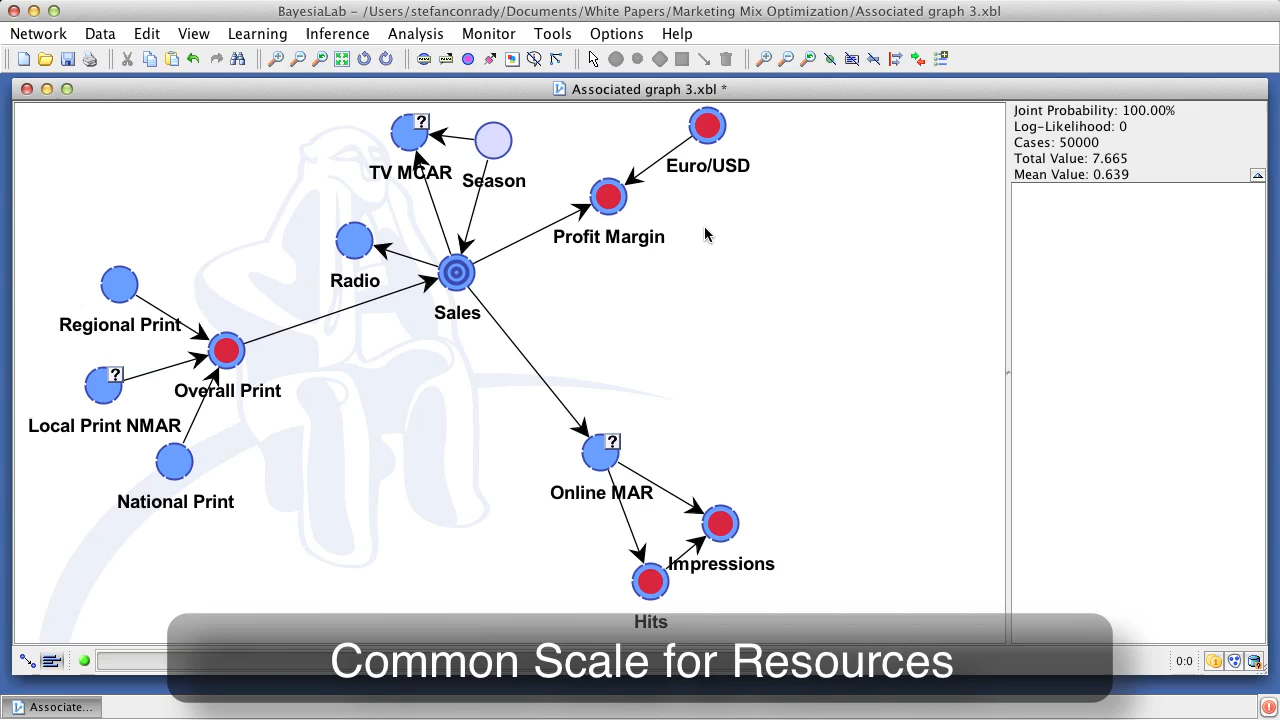 BayesiaLab – /Users/stefanconrady/Documents/White Papers/Marketing Mix Optimization/Associated graph 3.xbl
Network Data Edit View Learning Inference Analysis Monitor Tools Options Help
Associated graph 3.xbl *
Joint Probability: 100.00%
Log-Likelihood: 0
Cases: 50000
Total Value: 7.665
Mean Value: 0.639
?
TV MCAR
Season
Euro/USD
Profit Margin
Radio
Sales
Regional Print
Overall Print
?
Local Print NMAR
National Print
?
Online MAR
Impressions
Hits
Common Scale for Resources
0:0
Associate...